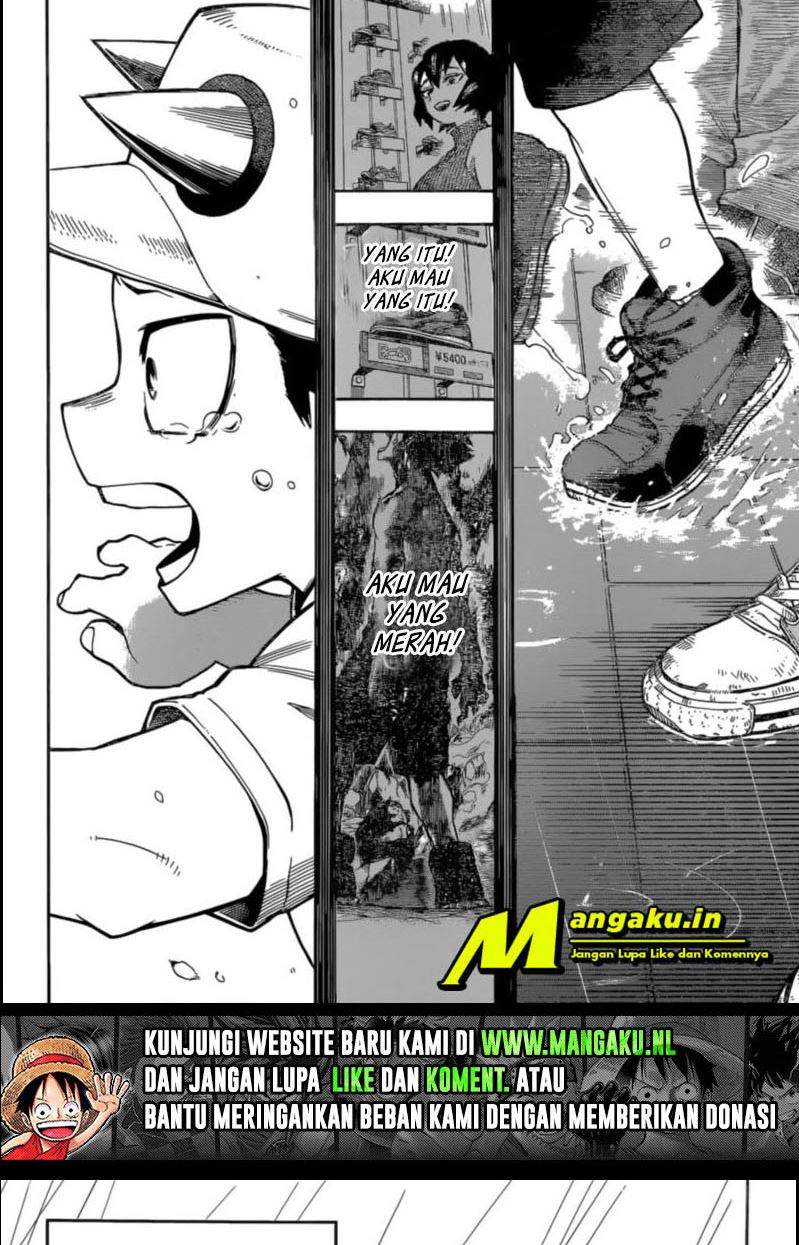 YANG ITU!
AKU MAU
YANG ITU!
¥5400
AKU MAU
YANG
MERAH!
Mangaku.in
Jangan Lupa Like dan Komennya
KUNJUNGI WEBSITE BARU KAMI DI WWW.MANGAKU.NL
DAN JANGAN LUPA LIKE DAN KOMENT. ATAU
BANTU MERINGANKAN BEBAN KAMI DENGAN MEMBERIKAN DONASI